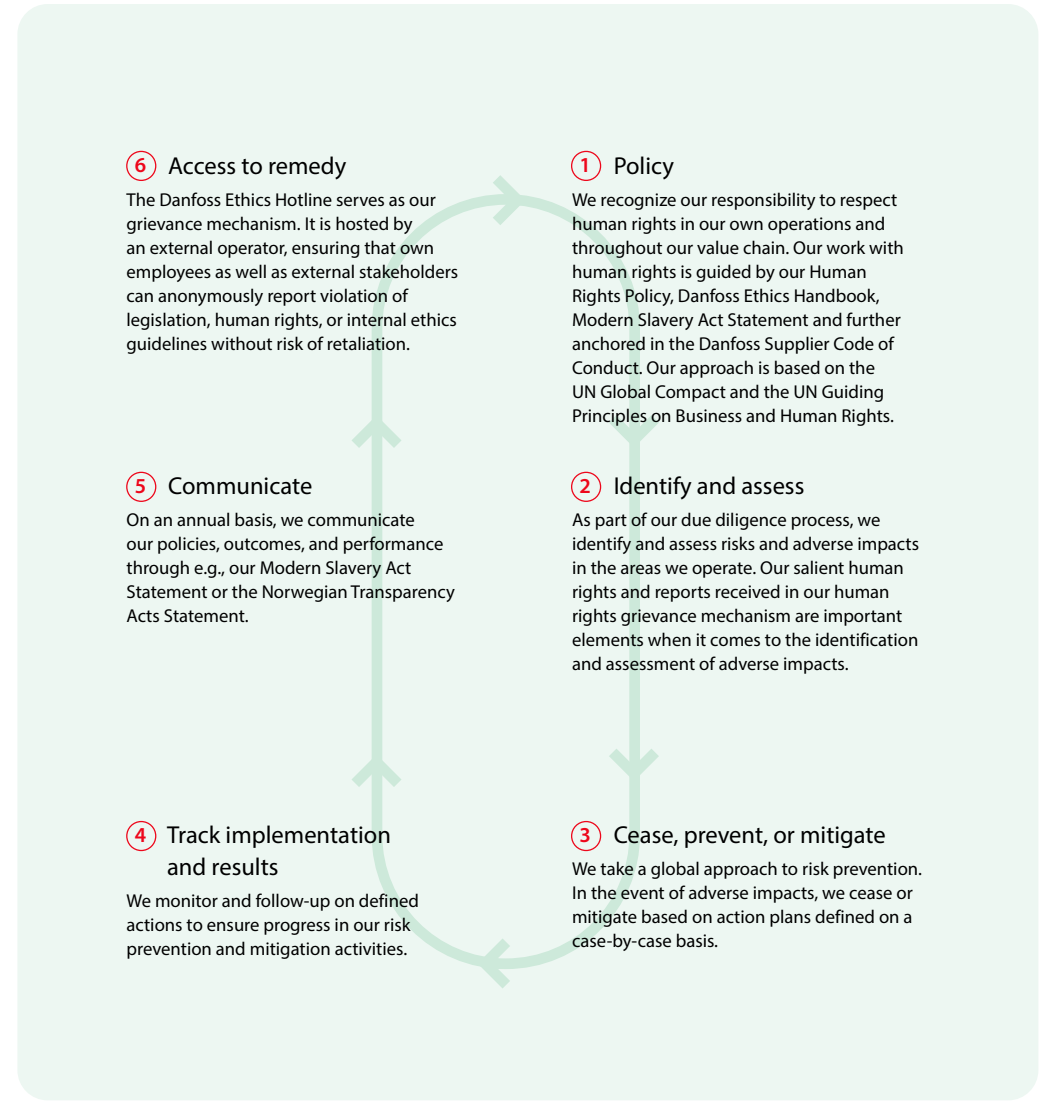 6 Access to remedy
The Danfoss Ethics Hotline serves as our
grievance mechanism. It is hosted by
an external operator, ensuring that own
employees as well as external stakeholders
can anonymously report violation of
legislation, human rights, or internal ethics
guidelines without risk of retaliation.
1 Policy
We recognize our responsibility to respect
human rights in our own operations and
throughout our value chain. Our work with
human rights is guided by our Human
Rights Policy, Danfoss Ethics Handbook,
Modern Slavery Act Statement and further
anchored in the Danfoss Supplier Code of
Conduct. Our approach is based on the
UN Global Compact and the UN Guiding
Principles on Business and Human Rights.
5 Communicate
On an annual basis, we communicate
our policies, outcomes, and performance
through e.g., our Modern Slavery Act
Statement or the Norwegian Transparency
Acts Statement.
2 Identify and assess
As part of our due diligence process, we
identify and assess risks and adverse impacts
in the areas we operate. Our salient human
rights and reports received in our human
rights grievance mechanism are important
elements when it comes to the identification
and assessment of adverse impacts.
4 Track implementation
and results
We monitor and follow-up on defined
actions to ensure progress in our risk
prevention and mitigation activities.
3 Cease, prevent, or mitigate
We take a global approach to risk prevention.
In the event of adverse impacts, we cease or
mitigate based on action plans defined on a
case-by-case basis.